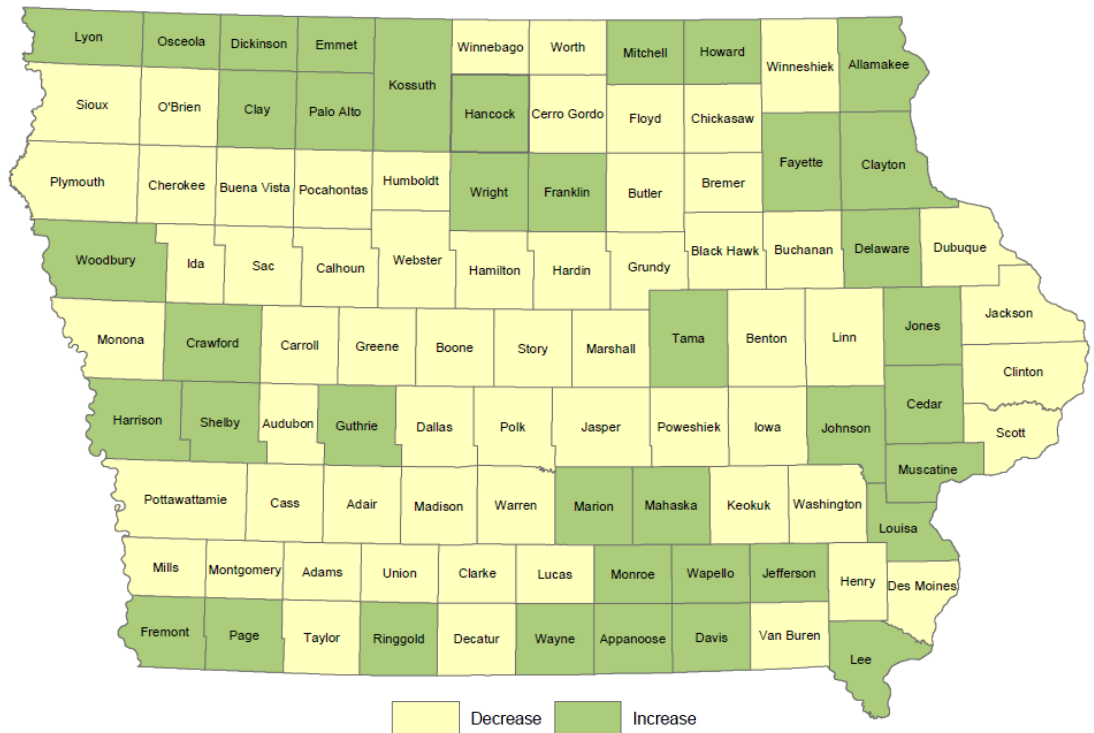 Lyon
Osceola
Dickinson
Emmet
Kossuth
Winnebago
Worth
Mitchell
Howard
Winneshiek
Allamakee
Sioux
O'Brien
Clay
Palo Alto
Hancock
Cerro Gordo
Floyd
Chickasaw
Fayette
Clayton
Plymouth
Cherokee
Buena Vista
Pocahontas
Humboldt
Wright
Franklin
Butler
Bremer
Woodbury
Ida
Sac
Calhoun
Webster
Hamilton
Hardin
Grundy
Black Hawk
Buchanan
Delaware
Dubuque
Monona
Crawford
Carroll
Greene
Boone
Story
Marshall
Tama
Benton
Linn
Jones
Jackson
Clinton
Harrison
Shelby
Audubon
Guthrie
Dallas
Polk
Jasper
Poweshiek
Iowa
Johnson
Cedar
Scott
Muscatine
Pottawattamie
Cass
Adair
Madison
Warren
Marion
Mahaska
Keokuk
Washington
Louisa
Mills
Montgomery
Adams
Union
Clarke
Lucas
Monroe
Wapello
Jefferson
Henry
Des Moines
Fremont
Page
Taylor
Ringgold
Decatur
Wayne
Appanoose
Davis
Van Buren
Lee
Decrease
Increase